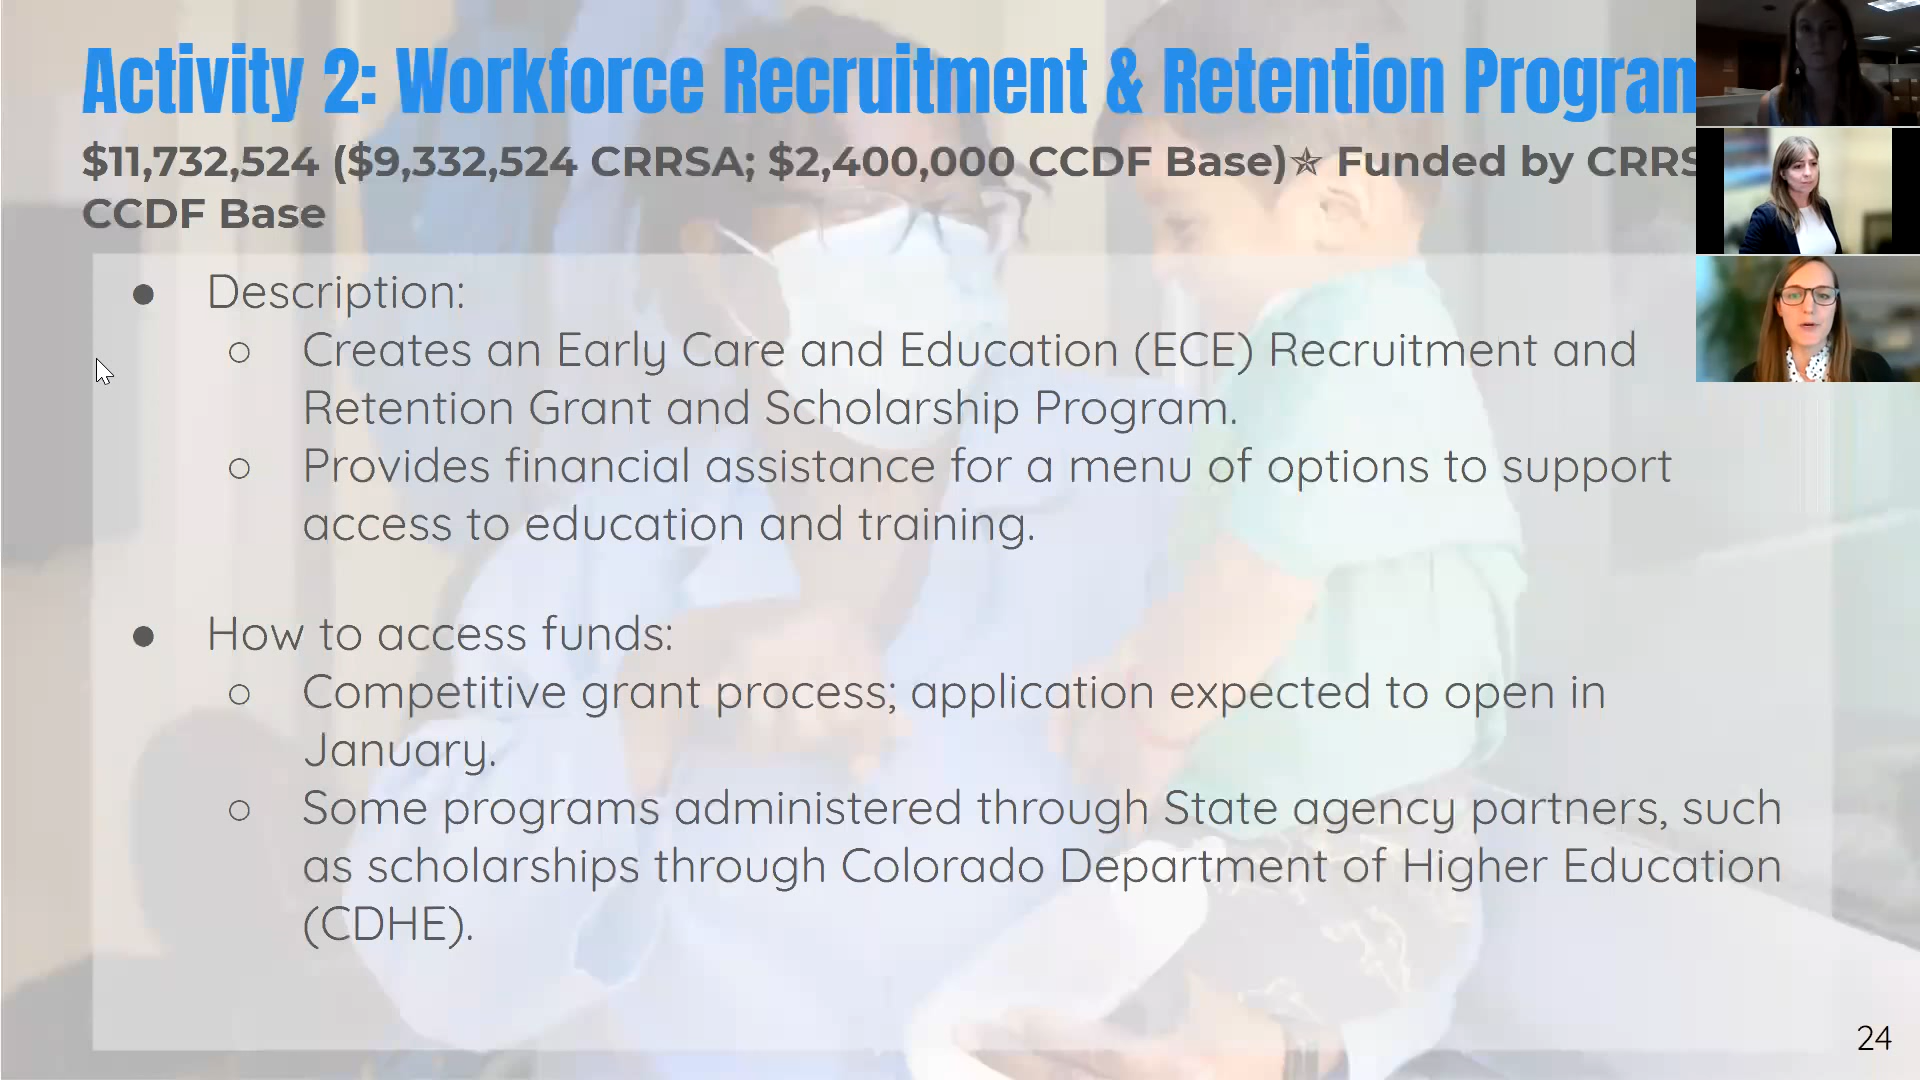 Activity 2: Workforce Recruitment & Retention Program
$11,732,524 ($9,332,524 CRRSA; $2,400,000 CCDF Base)✯ Funded by CRRS
CCDF Base
● Description:
○ Creates an Early Care and Education (ECE) Recruitment and
Retention Grant and Scholarship Program.
○ Provides financial assistance for a menu of options to support
access to education and training.
● How to access funds:
○ Competitive grant process; application expected to open in
January.
○ Some programs administered through State agency partners, such
as scholarships through Colorado Department of Higher Education
(CDHE).
24